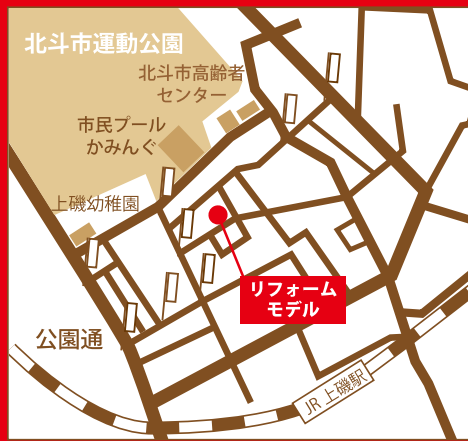 北斗市運動公園
北斗市高齢者
センター
市民プール
かみんぐ
上磯幼稚園
リフォーム
モデル
公園通
JR 上磯駅